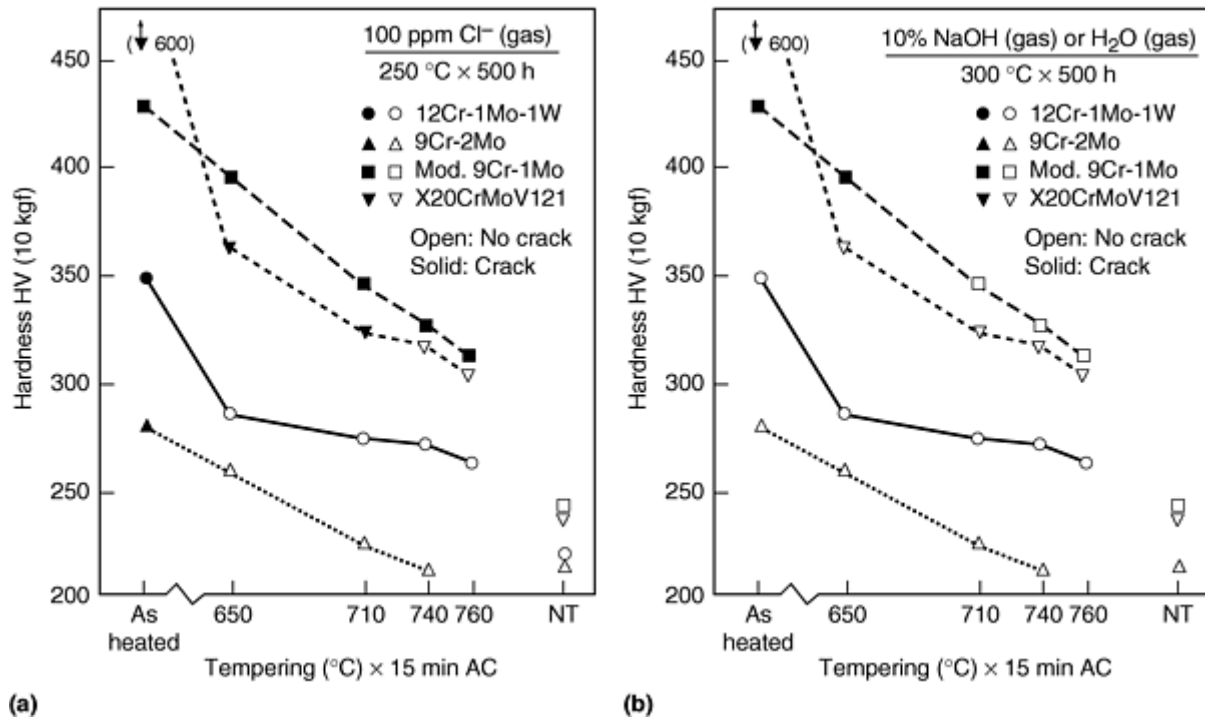 450
400
350
300
250
200
Hardness HV (10 kgf)
( 600)
100 ppm Cl⁻ (gas)
250 °C × 500 h
12Cr-1Mo-1W
9Cr-2Mo
Mod. 9Cr-1Mo
X20CrMoV121
Open: No crack
Solid: Crack
As heated
650
710
740
760
NT
Tempering (°C) × 15 min AC
(a)
450
400
350
300
250
200
Hardness HV (10 kgf)
( 600)
10% NaOH (gas) or H₂O (gas)
300 °C × 500 h
12Cr-1Mo-1W
9Cr-2Mo
Mod. 9Cr-1Mo
X20CrMoV121
Open: No crack
Solid: Crack
As heated
650
710
740
760
NT
Tempering (°C) × 15 min AC
(b)